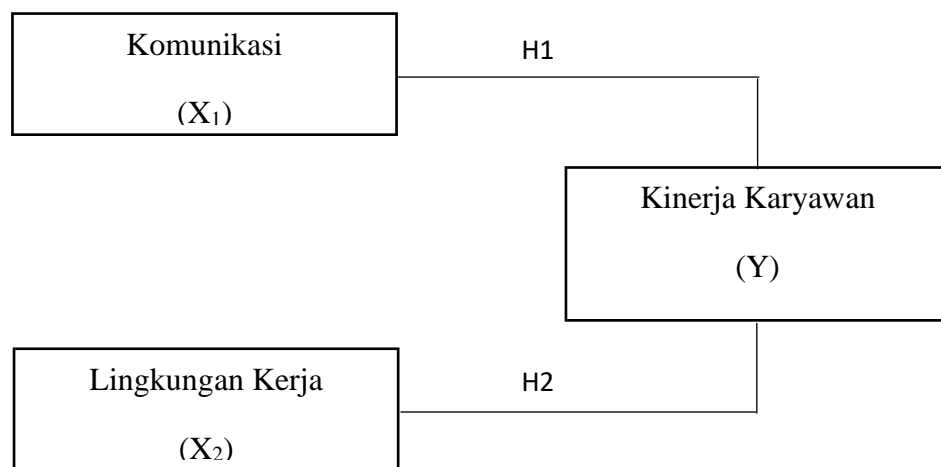 Komunikasi
(X₁)
H1
Kinerja Karyawan
(Y)
Lingkungan Kerja
(X₂)
H2